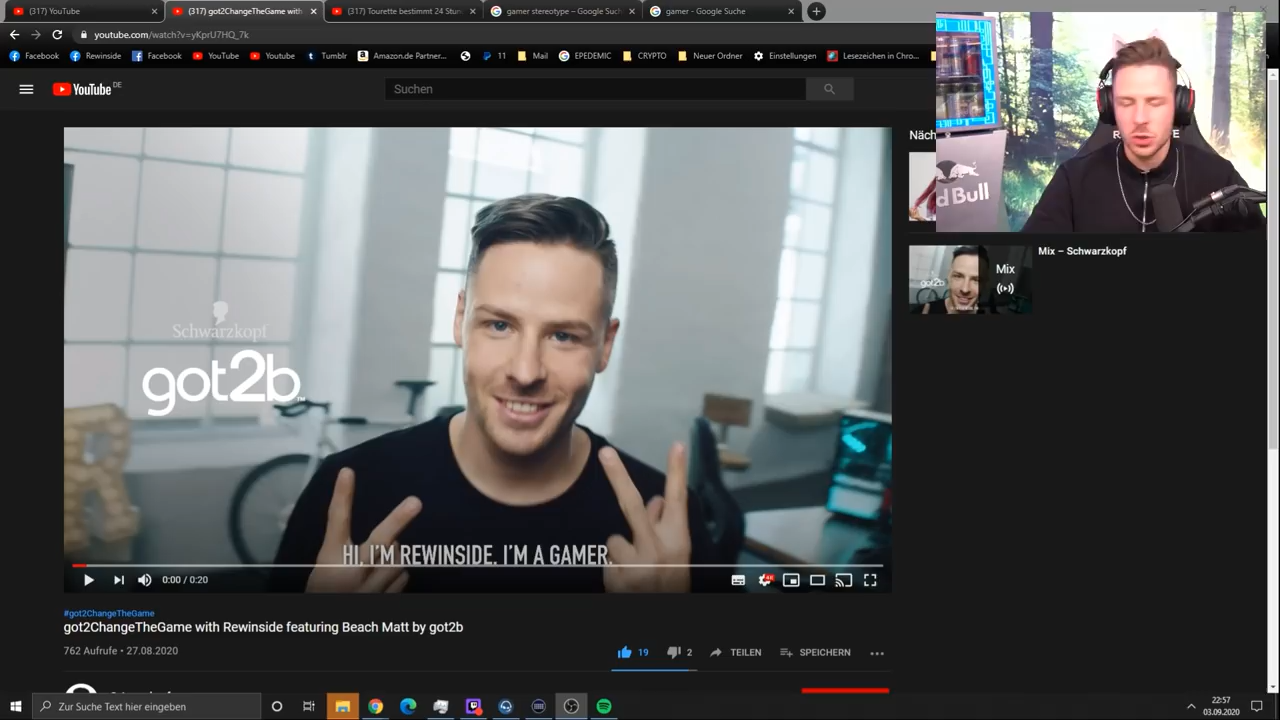 (317) YouTube
(317) got2ChangeTheGame with
(317) Tourette bestimmt 24 Stun
gamer stereotype – Google Such
gamer - Google Suche
youtube.com/watch?v=yKprU7HQ_7k
Facebook
Rewinside
Facebook
YouTube
Youtube
Tumblr
Amazon.de Partner...
11
Mail
EPEDEMIC
CRYPTO
Neuer Ordner
Einstellungen
Lesezeichen in Chro...
YouTube DE
Suchen
Näch
Red Bull
Schwarzkopf
got2b
HI, I'M REWINSIDE. I'M A GAMER.
Mix
Mix – Schwarzkopf
0:00 / 0:20
#got2ChangeTheGame
got2ChangeTheGame with Rewinside featuring Beach Matt by got2b
762 Aufrufe • 27.08.2020
19
2
TEILEN
SPEICHERN
Zur Suche Text hier eingeben
22:57
03.09.2020